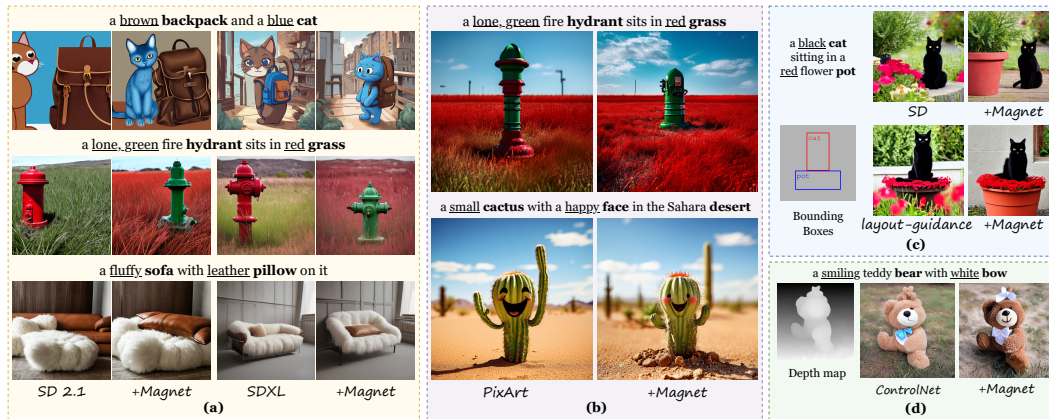 a brown backpack and a blue cat
a lone, green fire hydrant sits in red grass
a fluffy sofa with leather pillow on it
SD 2.1
+Magnet
SDXL
+Magnet
(a)
a lone, green fire hydrant sits in red grass
a small cactus with a happy face in the Sahara desert
PixArt
+Magnet
(b)
a black cat
sitting in a
red flower pot
SD
+Magnet
cat
pot
Bounding
Boxes
layout-guidance
+Magnet
(c)
a smiling teddy bear with white bow
Depth map
ControlNet
+Magnet
(d)